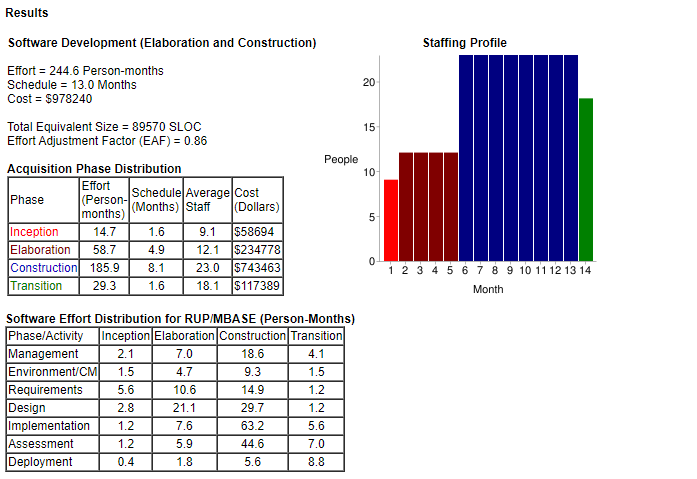 Results
Software Development (Elaboration and Construction)
Effort = 244.6 Person-months
Schedule = 13.0 Months
Cost = $978240
Total Equivalent Size = 89570 SLOC
Effort Adjustment Factor (EAF) = 0.86
Acquisition Phase Distribution
Phase Effort (Person-months) Schedule (Months) Average Staff Cost (Dollars)
Inception 14.7 1.6 9.1 $58694
Elaboration 58.7 4.9 12.1 $234778
Construction 185.9 8.1 23.0 $743463
Transition 29.3 1.6 18.1 $117389
Staffing Profile
People
20
15
10
5
0
1 2 3 4 5 6 7 8 9 10 11 12 13 14
Month
Software Effort Distribution for RUP/MBASE (Person-Months)
Phase/Activity Inception Elaboration Construction Transition
Management 2.1 7.0 18.6 4.1
Environment/CM 1.5 4.7 9.3 1.5
Requirements 5.6 10.6 14.9 1.2
Design 2.8 21.1 29.7 1.2
Implementation 1.2 7.6 63.2 5.6
Assessment 1.2 5.9 44.6 7.0
Deployment 0.4 1.8 5.6 8.8